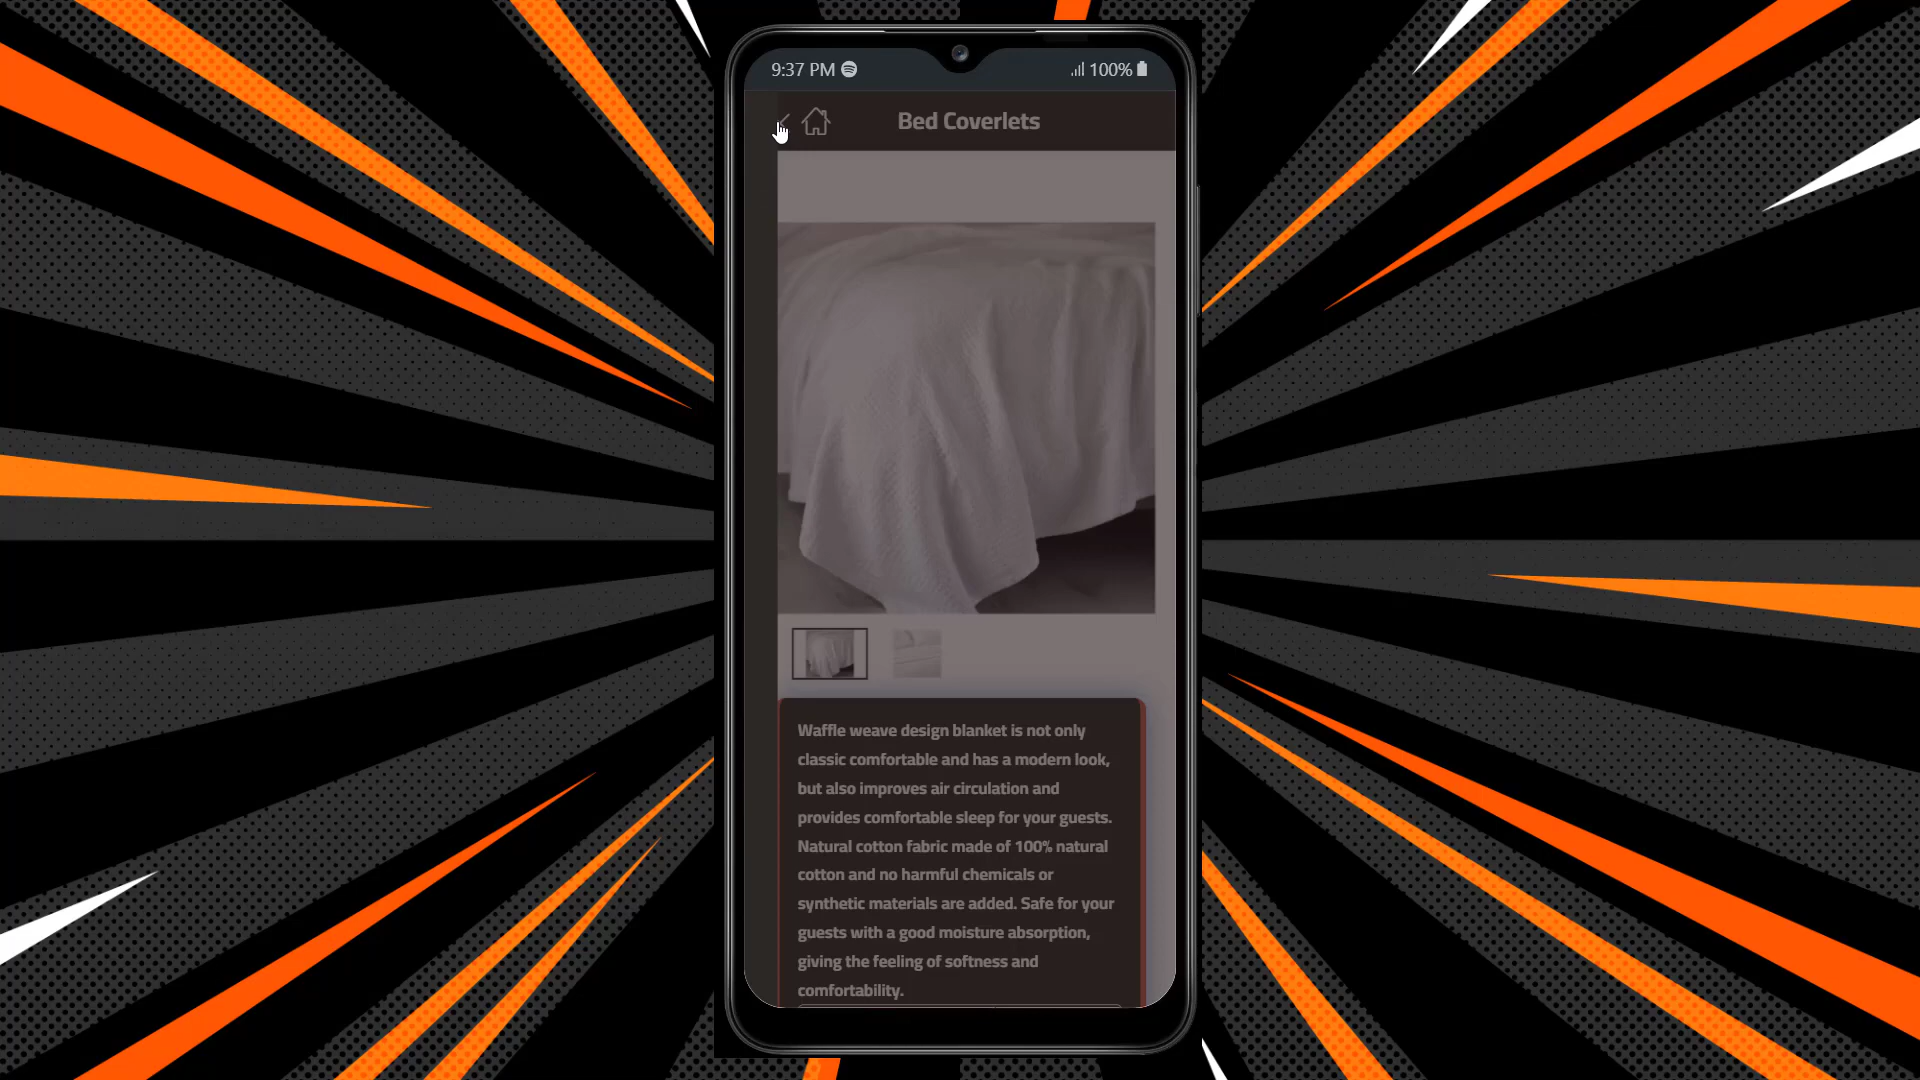 9:37 PM
100%
Bed Coverlets
Waffle weave design blanket is not only
classic comfortable and has a modern look,
but also improves air circulation and
provides comfortable sleep for your guests.
Natural cotton fabric made of 100% natural
cotton and no harmful chemicals or
synthetic materials are added. Safe for your
guests with a good moisture absorption,
giving the feeling of softness and
comfortability.